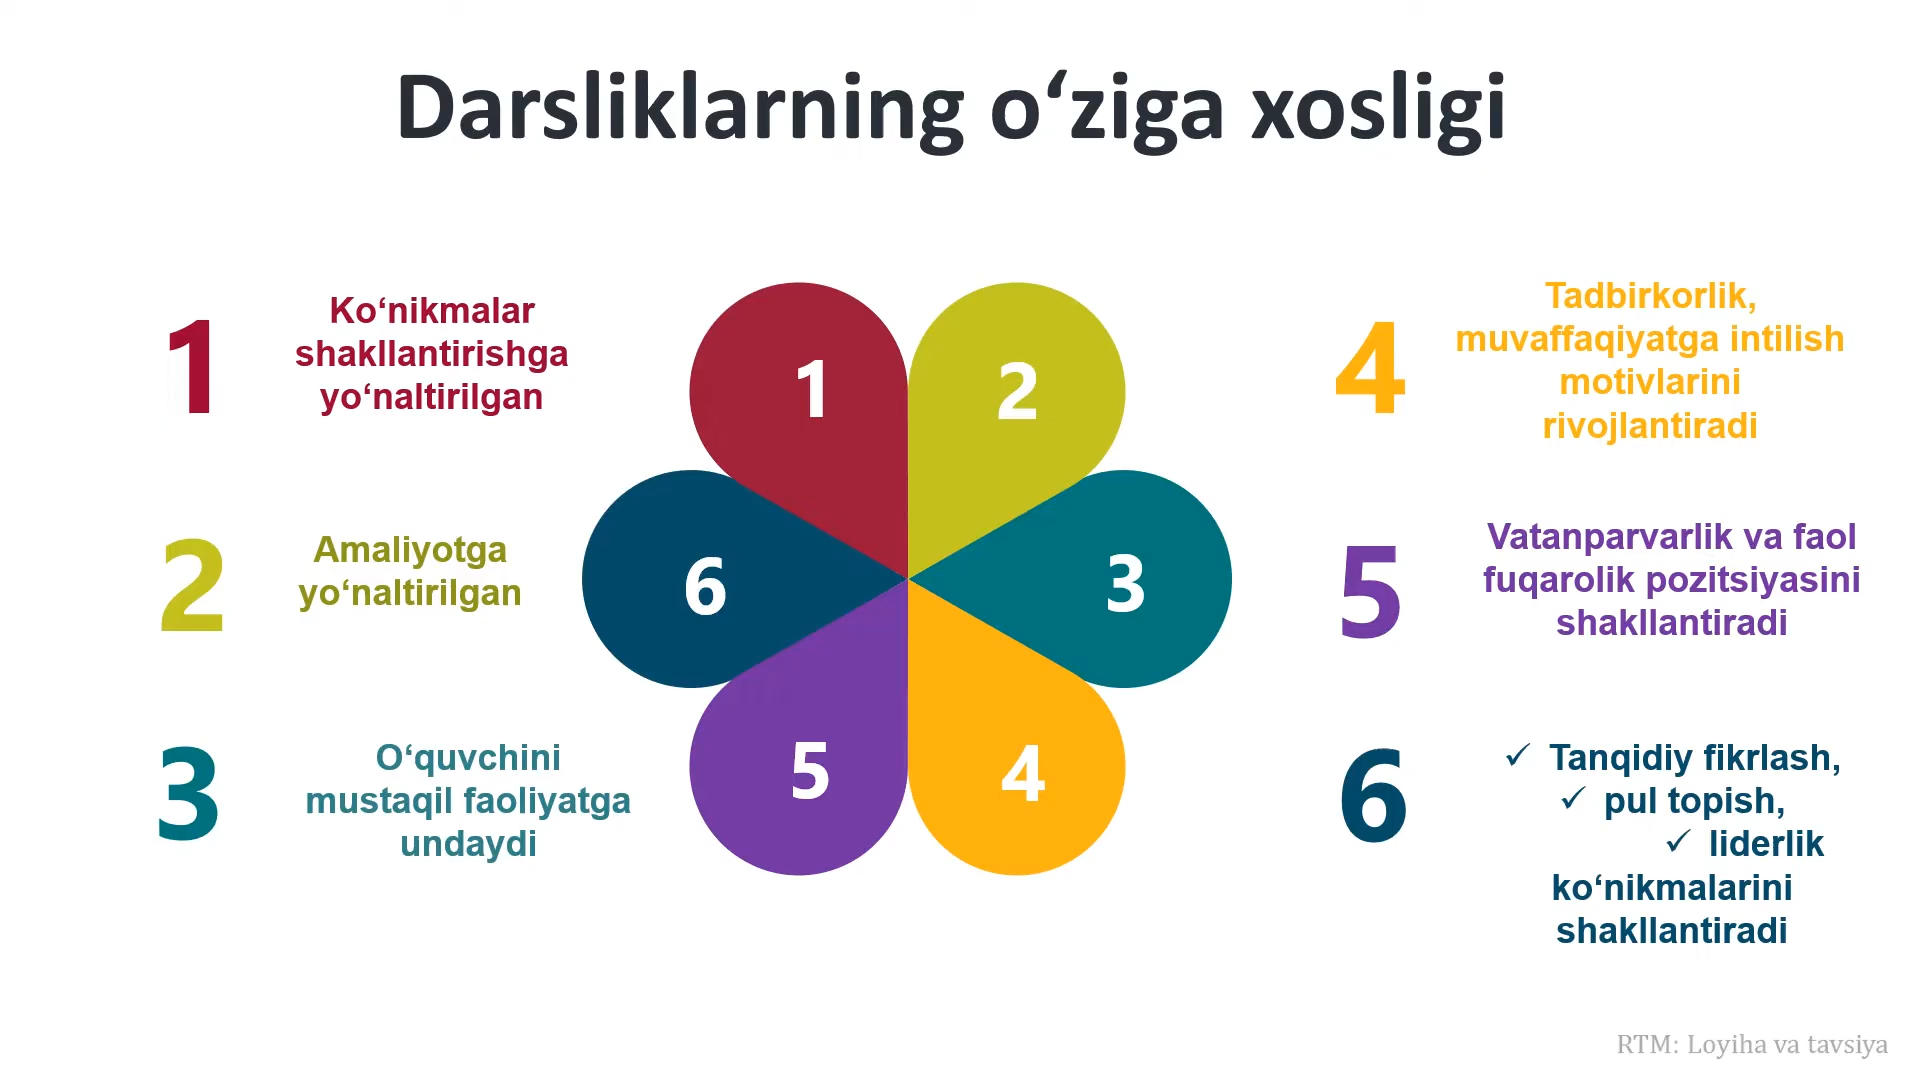 Darsliklarning o‘ziga xosligi
1
Ko‘nikmalar
shakllantirishga
yo‘naltirilgan
2
Amaliyotga
yo‘naltirilgan
3
O‘quvchini
mustaqil faoliyatga
undaydi
1
2
3
4
5
6
4
Tadbirkorlik,
muvaffaqiyatga intilish
motivlarini
rivojlantiradi
5
Vatanparvarlik va faol
fuqarolik pozitsiyasini
shakllantiradi
6
✓ Tanqidiy fikrlash,
✓ pul topish,
✓ liderlik
ko‘nikmalarini
shakllantiradi
RTM: Loyiha va tavsiya